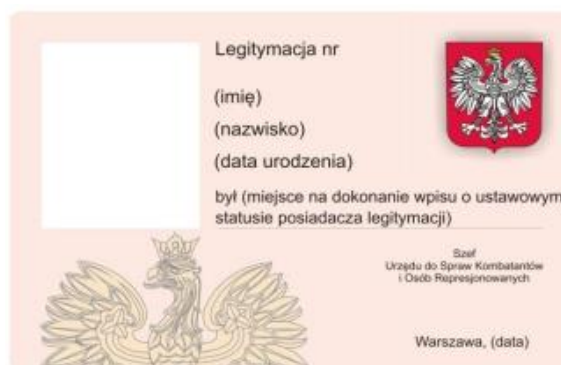 Legitymacja nr
(imię)
(nazwisko)
(data urodzenia)
był (miejsce na dokonanie wpisu o ustawowym
statusie posiadacza legitymacji)
Szef
Urzędu do Spraw Kombatantów
i Osób Represjonowanych
Warszawa, (data)